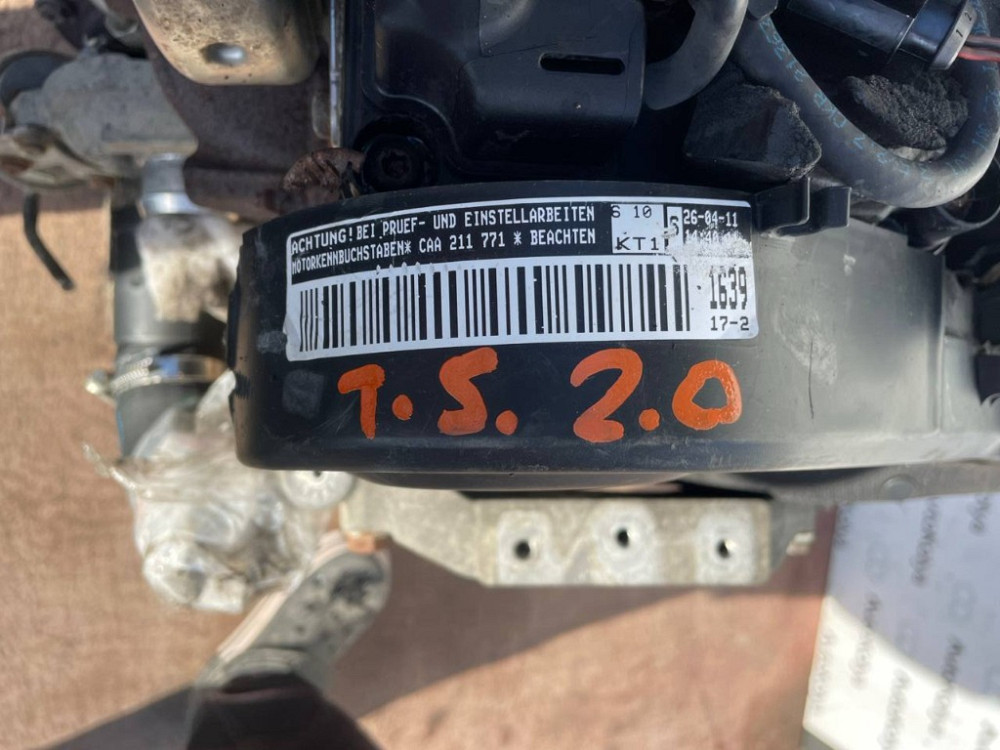 ACHTUNG! BEI PRUEF- UND EINSTELLARBEITEN
MOTORKENNBUCHSTABEN* CAA 211 771 * BEACHTEN
6 10
KT1
5
26-04-11
1639
17-2
T.S. 2.0